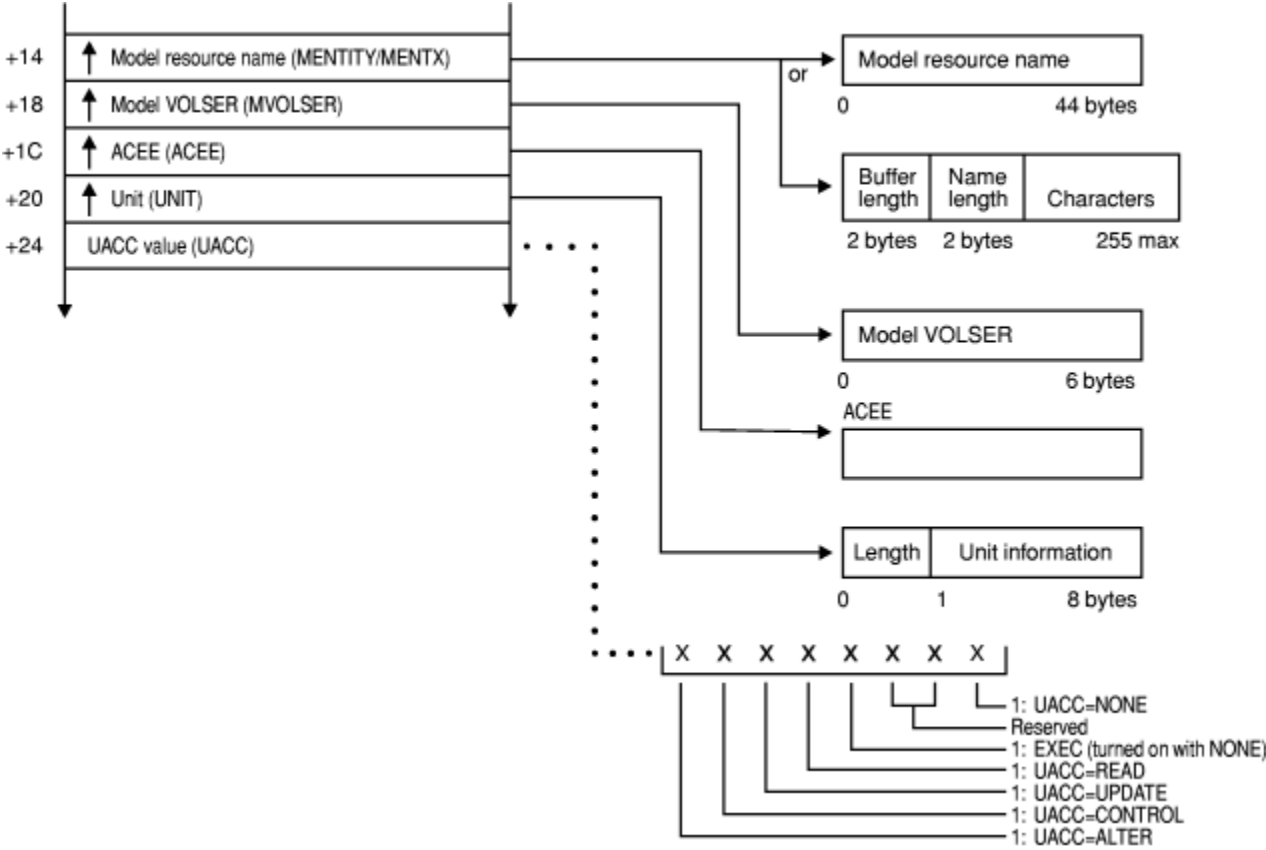 +14 Model resource name (MENTITY/MENTX)
+18 Model VOLSER (MVOLSER)
+1C ACEE (ACEE)
+20 Unit (UNIT)
+24 UACC value (UACC)
or
Model resource name
0 44 bytes
Buffer length Name length Characters
2 bytes 2 bytes 255 max
Model VOLSER
0 6 bytes
ACEE
Length Unit information
0 1 8 bytes
X X X X X X X X
1: UACC=NONE
Reserved
1: EXEC (turned on with NONE)
1: UACC=READ
1: UACC=UPDATE
1: UACC=CONTROL
1: UACC=ALTER